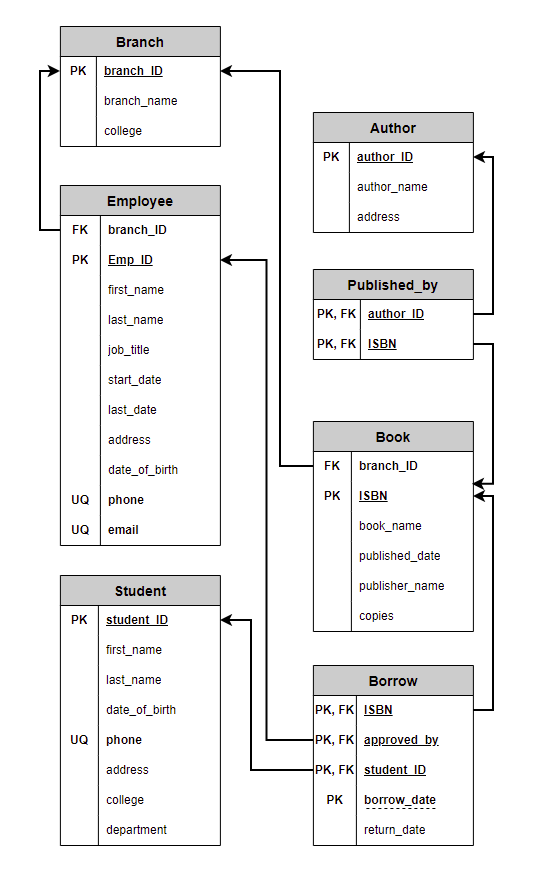 Branch
PK branch_ID
branch_name
college
Employee
FK branch_ID
PK Emp_ID
first_name
last_name
job_title
start_date
last_date
address
date_of_birth
UQ phone
UQ email
Student
PK student_ID
first_name
last_name
date_of_birth
UQ phone
address
college
department
Author
PK author_ID
author_name
address
Published_by
PK, FK author_ID
PK, FK ISBN
Book
FK branch_ID
PK ISBN
book_name
published_date
publisher_name
copies
Borrow
PK, FK ISBN
PK, FK approved_by
PK, FK student_ID
PK borrow_date
return_date